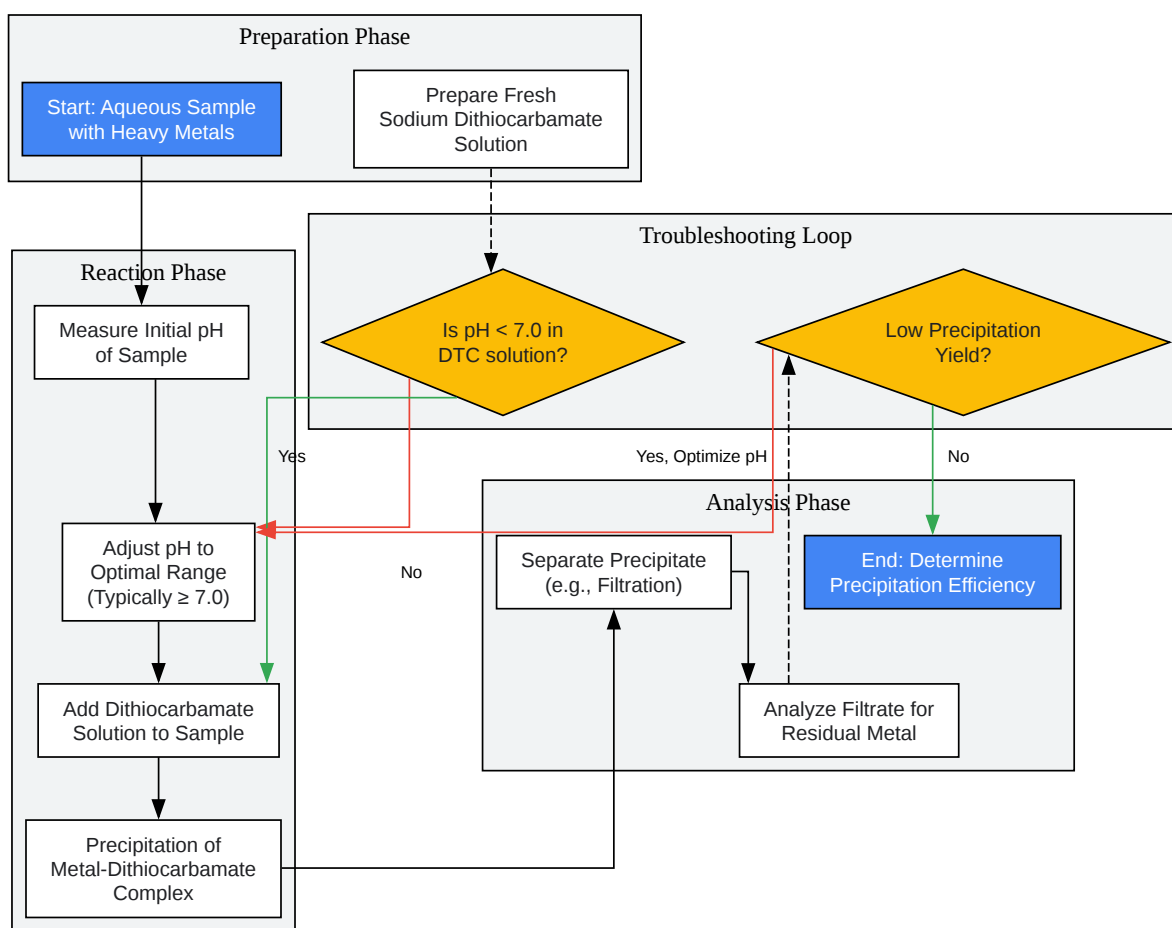 Preparation Phase
Start: Aqueous Sample
with Heavy Metals
Prepare Fresh
Sodium Dithiocarbamate
Solution
Troubleshooting Loop
Reaction Phase
Measure Initial pH
of Sample
Is pH < 7.0 in
DTC solution?
Low Precipitation
Yield?
Yes
Yes, Optimize pH
No
Analysis Phase
Adjust pH to
Optimal Range
(Typically ≥ 7.0)
No
Separate Precipitate
(e.g., Filtration)
End: Determine
Precipitation Efficiency
Add Dithiocarbamate
Solution to Sample
Analyze Filtrate for
Residual Metal
Precipitation of
Metal-Dithiocarbamate
Complex